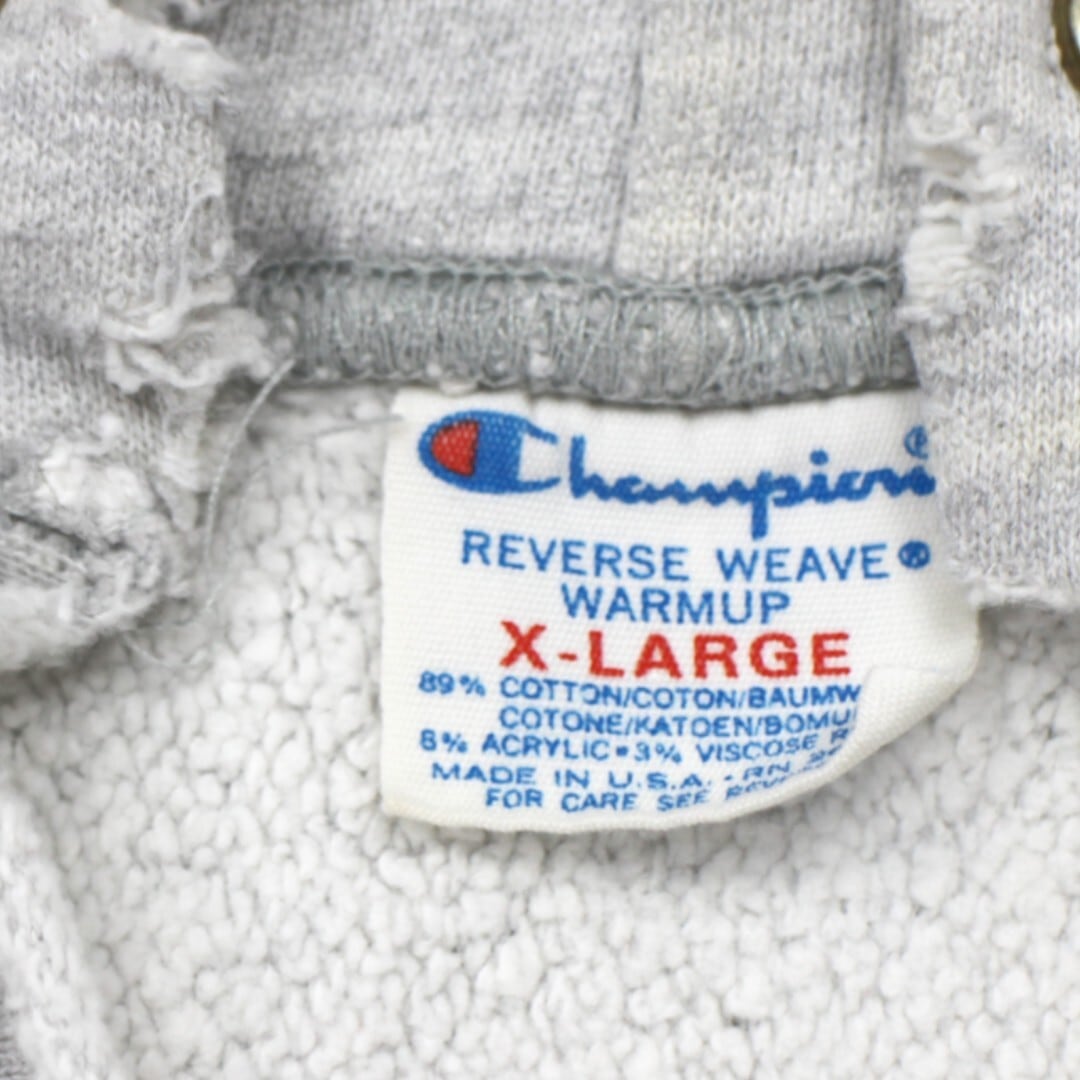 Champion®
REVERSE WEAVE®
WARMUP
X-LARGE
89% COTTON/COTON/BAUMW
COTONE/KATOEN/BOMU
8% ACRYLIC•3% VISCOSE R
MADE IN U.S.A. - RN
FOR CARE SEE